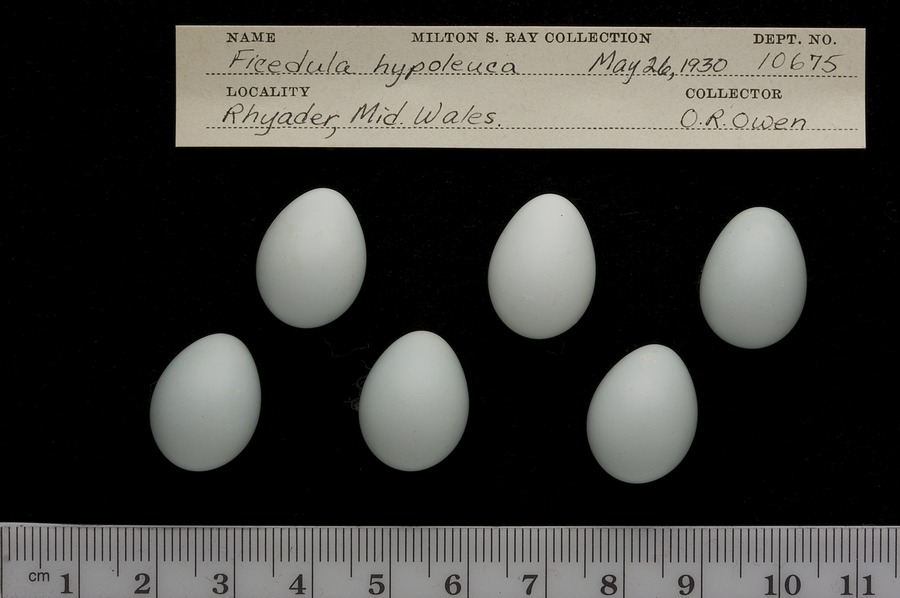 NAME MILTON S. RAY COLLECTION DEPT. NO.
Ficedula hypoleuca May 26, 1930 10675
LOCALITY COLLECTOR
Rhyader, Mid. Wales. O.R. Owen
cm 1 2 3 4 5 6 7 8 9 10 11